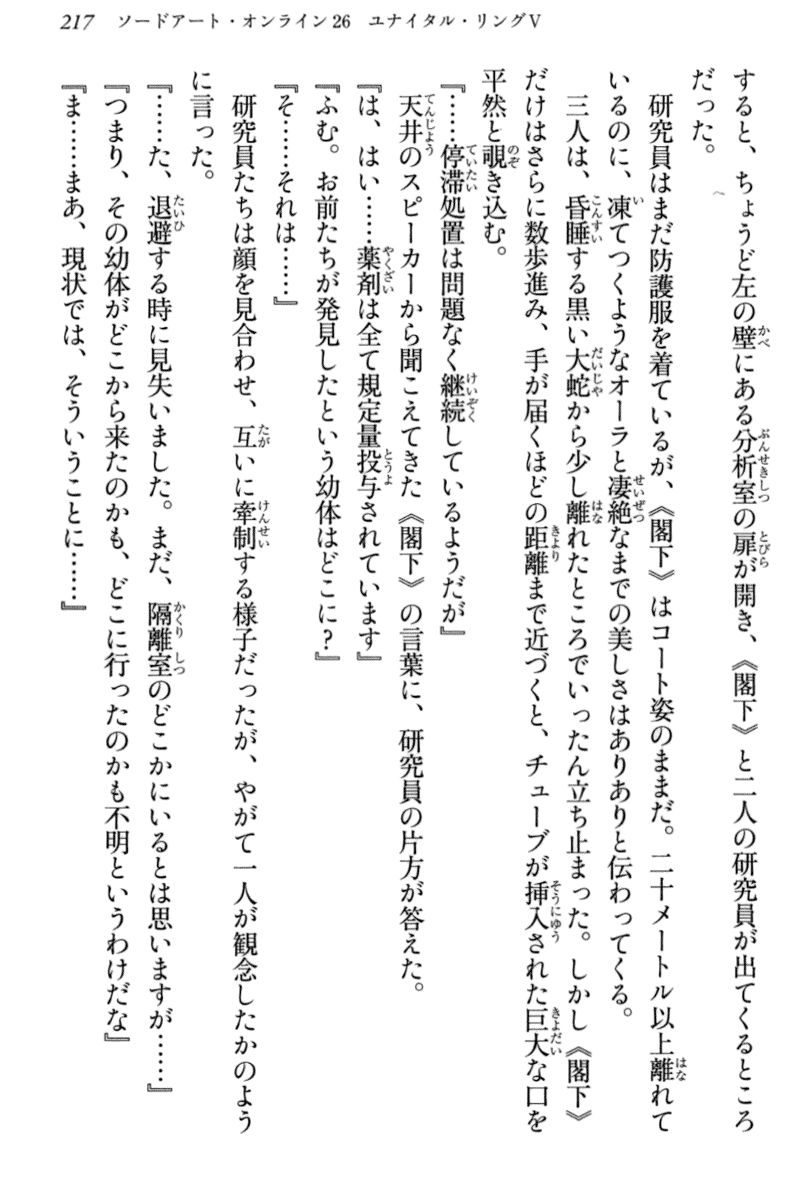 217　ソードアート・オンライン26　ユナイタル・リングⅤ
すると、ちょうど左の壁にある分析室の扉が開き、《閣下》と二人の研究員が出てくるところ
だった。
　研究員はまだ防護服を着ているが、《閣下》はコート姿のままだ。二十メートル以上離れて
いるのに、凍てつくようなオーラと凄絶なまでの美しさはありありと伝わってくる。
　三人は、昏睡する黒い大蛇から少し離れたところでいったん立ち止まった。しかし《閣下》
だけはさらに数歩進み、手が届くほどの距離まで近づくと、チューブが挿入された巨大な口を
平然と覗き込む。
『……停滞処置は問題なく継続しているようだが』
　天井のスピーカーから聞こえてきた《閣下》の言葉に、研究員の片方が答えた。
『は、はい……薬剤は全て規定量投与されています』
『ふむ。お前たちが発見したという幼体はどこに？』
『そ……それは……』
　研究員たちは顔を見合わせ、互いに牽制する様子だったが、やがて一人が観念したかのよう
に言った。
『……た、退避する時に見失いました。まだ、隔離室のどこかにいるとは思いますが……』
『つまり、その幼体がどこから来たのかも、どこに行ったのかも不明というわけだな』
『ま……まあ、現状では、そういうことに……』